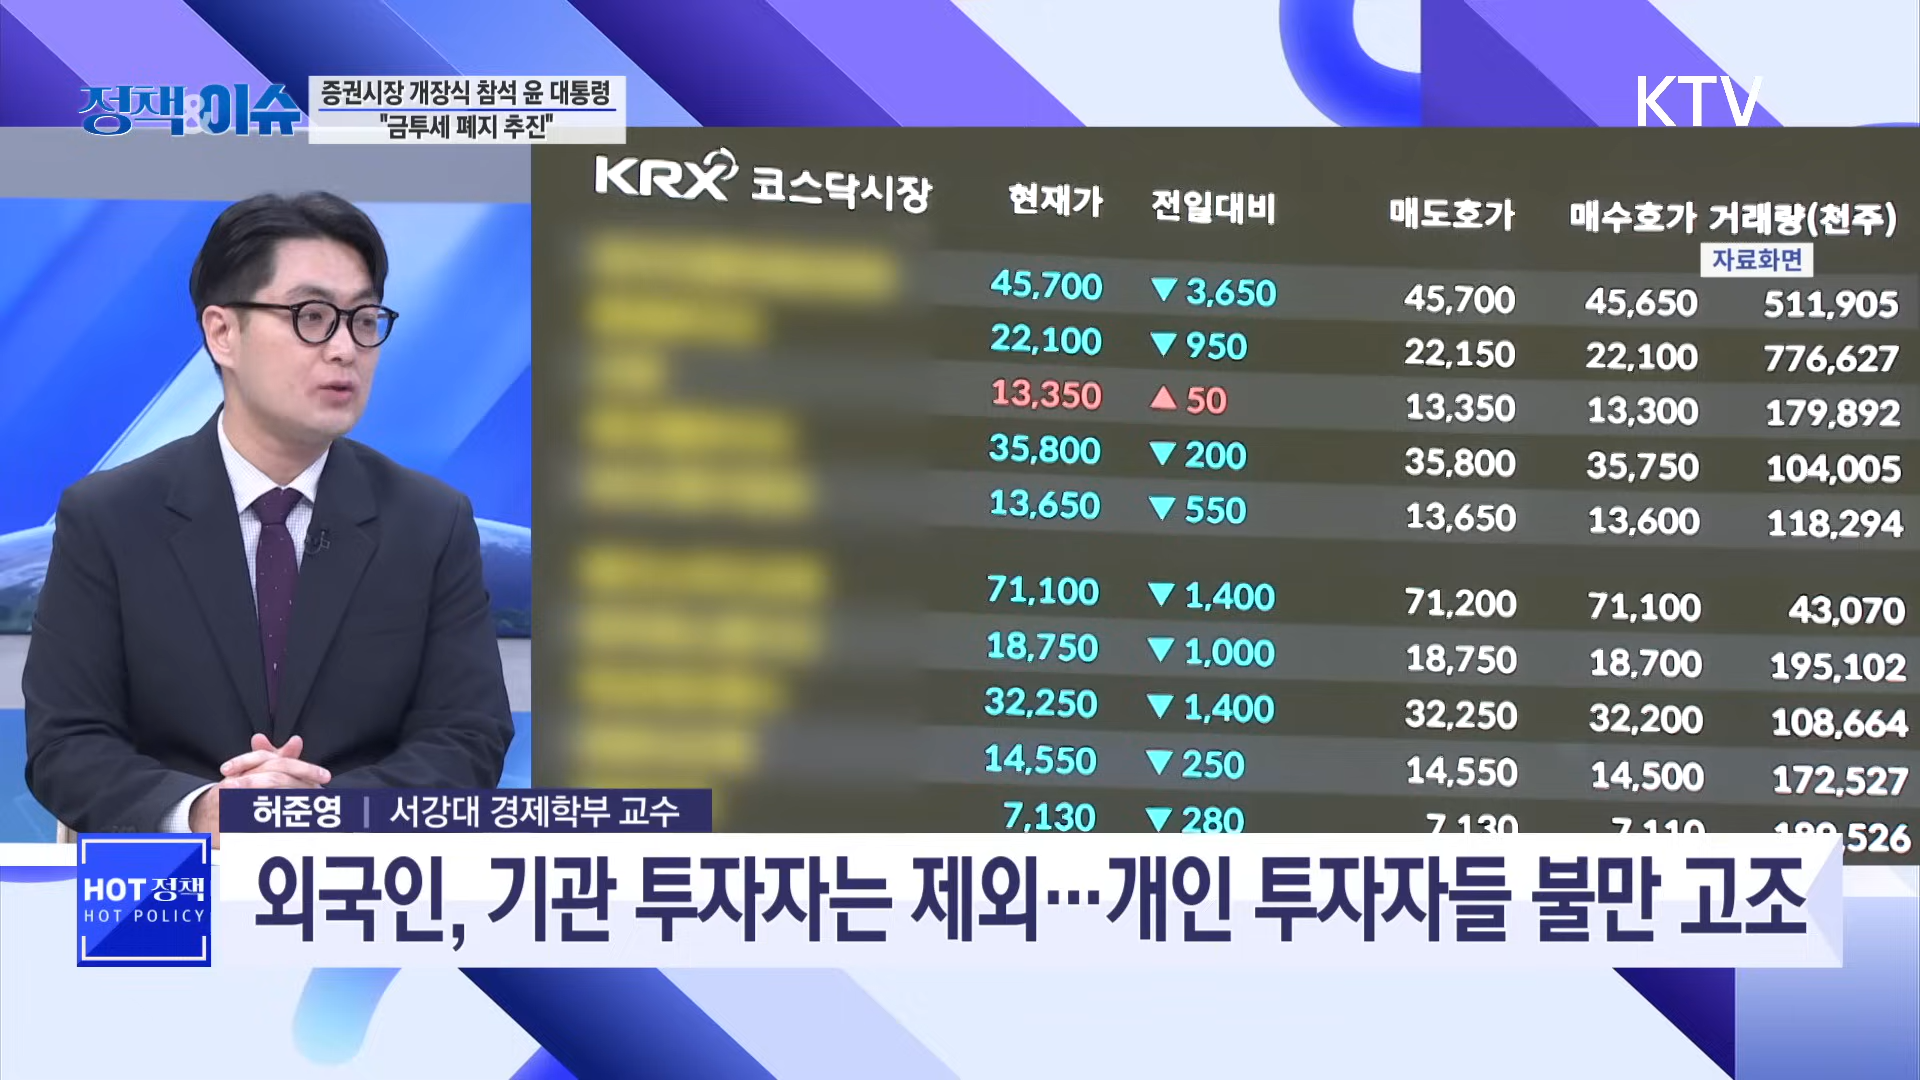 정책&이슈
증권시장 개장식 참석 윤 대통령
"금투세 폐지 추진"
KTV
KRX 코스닥시장 현재가 전일대비 매도호가 매수호가 거래량(천주)
자료화면
45,700 ▼ 3,650 45,700 45,650 511,905
22,100 ▼ 950 22,150 22,100 776,627
13,350 ▲ 50 13,350 13,300 179,892
35,800 ▼ 200 35,800 35,750 104,005
13,650 ▼ 550 13,650 13,600 118,294
71,100 ▼ 1,400 71,200 71,100 43,070
18,750 ▼ 1,000 18,750 18,700 195,102
32,250 ▼ 1,400 32,250 32,200 108,664
14,550 ▼ 250 14,550 14,500 172,527
7,130 ▼ 280 7,130 7,110
허준영 | 서강대 경제학부 교수
HOT 정책
HOT POLICY
외국인, 기관 투자자는 제외…개인 투자자들 불만 고조